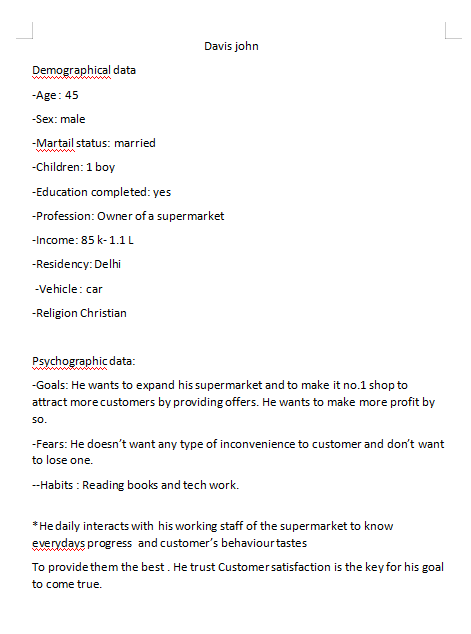 Davis john
Demographical data
-Age: 45
-Sex: male
-Martail status: married
-Children: 1 boy
-Education completed: yes
-Profession: Owner of a supermarket
-Income: 85 k- 1.1 L
-Residency: Delhi
-Vehicle: car
-Religion Christian
Psychographic data:
-Goals: He wants to expand his supermarket and to make it no.1 shop to
attract more customers by providing offers. He wants to make more profit by
so.
-Fears: He doesn't want any type of inconvenience to customer and don't want
to lose one.
--Habits : Reading books and tech work.
*He daily interacts with his working staff of the supermarket to know
everydays progress and customer's behaviour tastes
To provide them the best . He trust Customer satisfaction is the key for his goal
to come true.